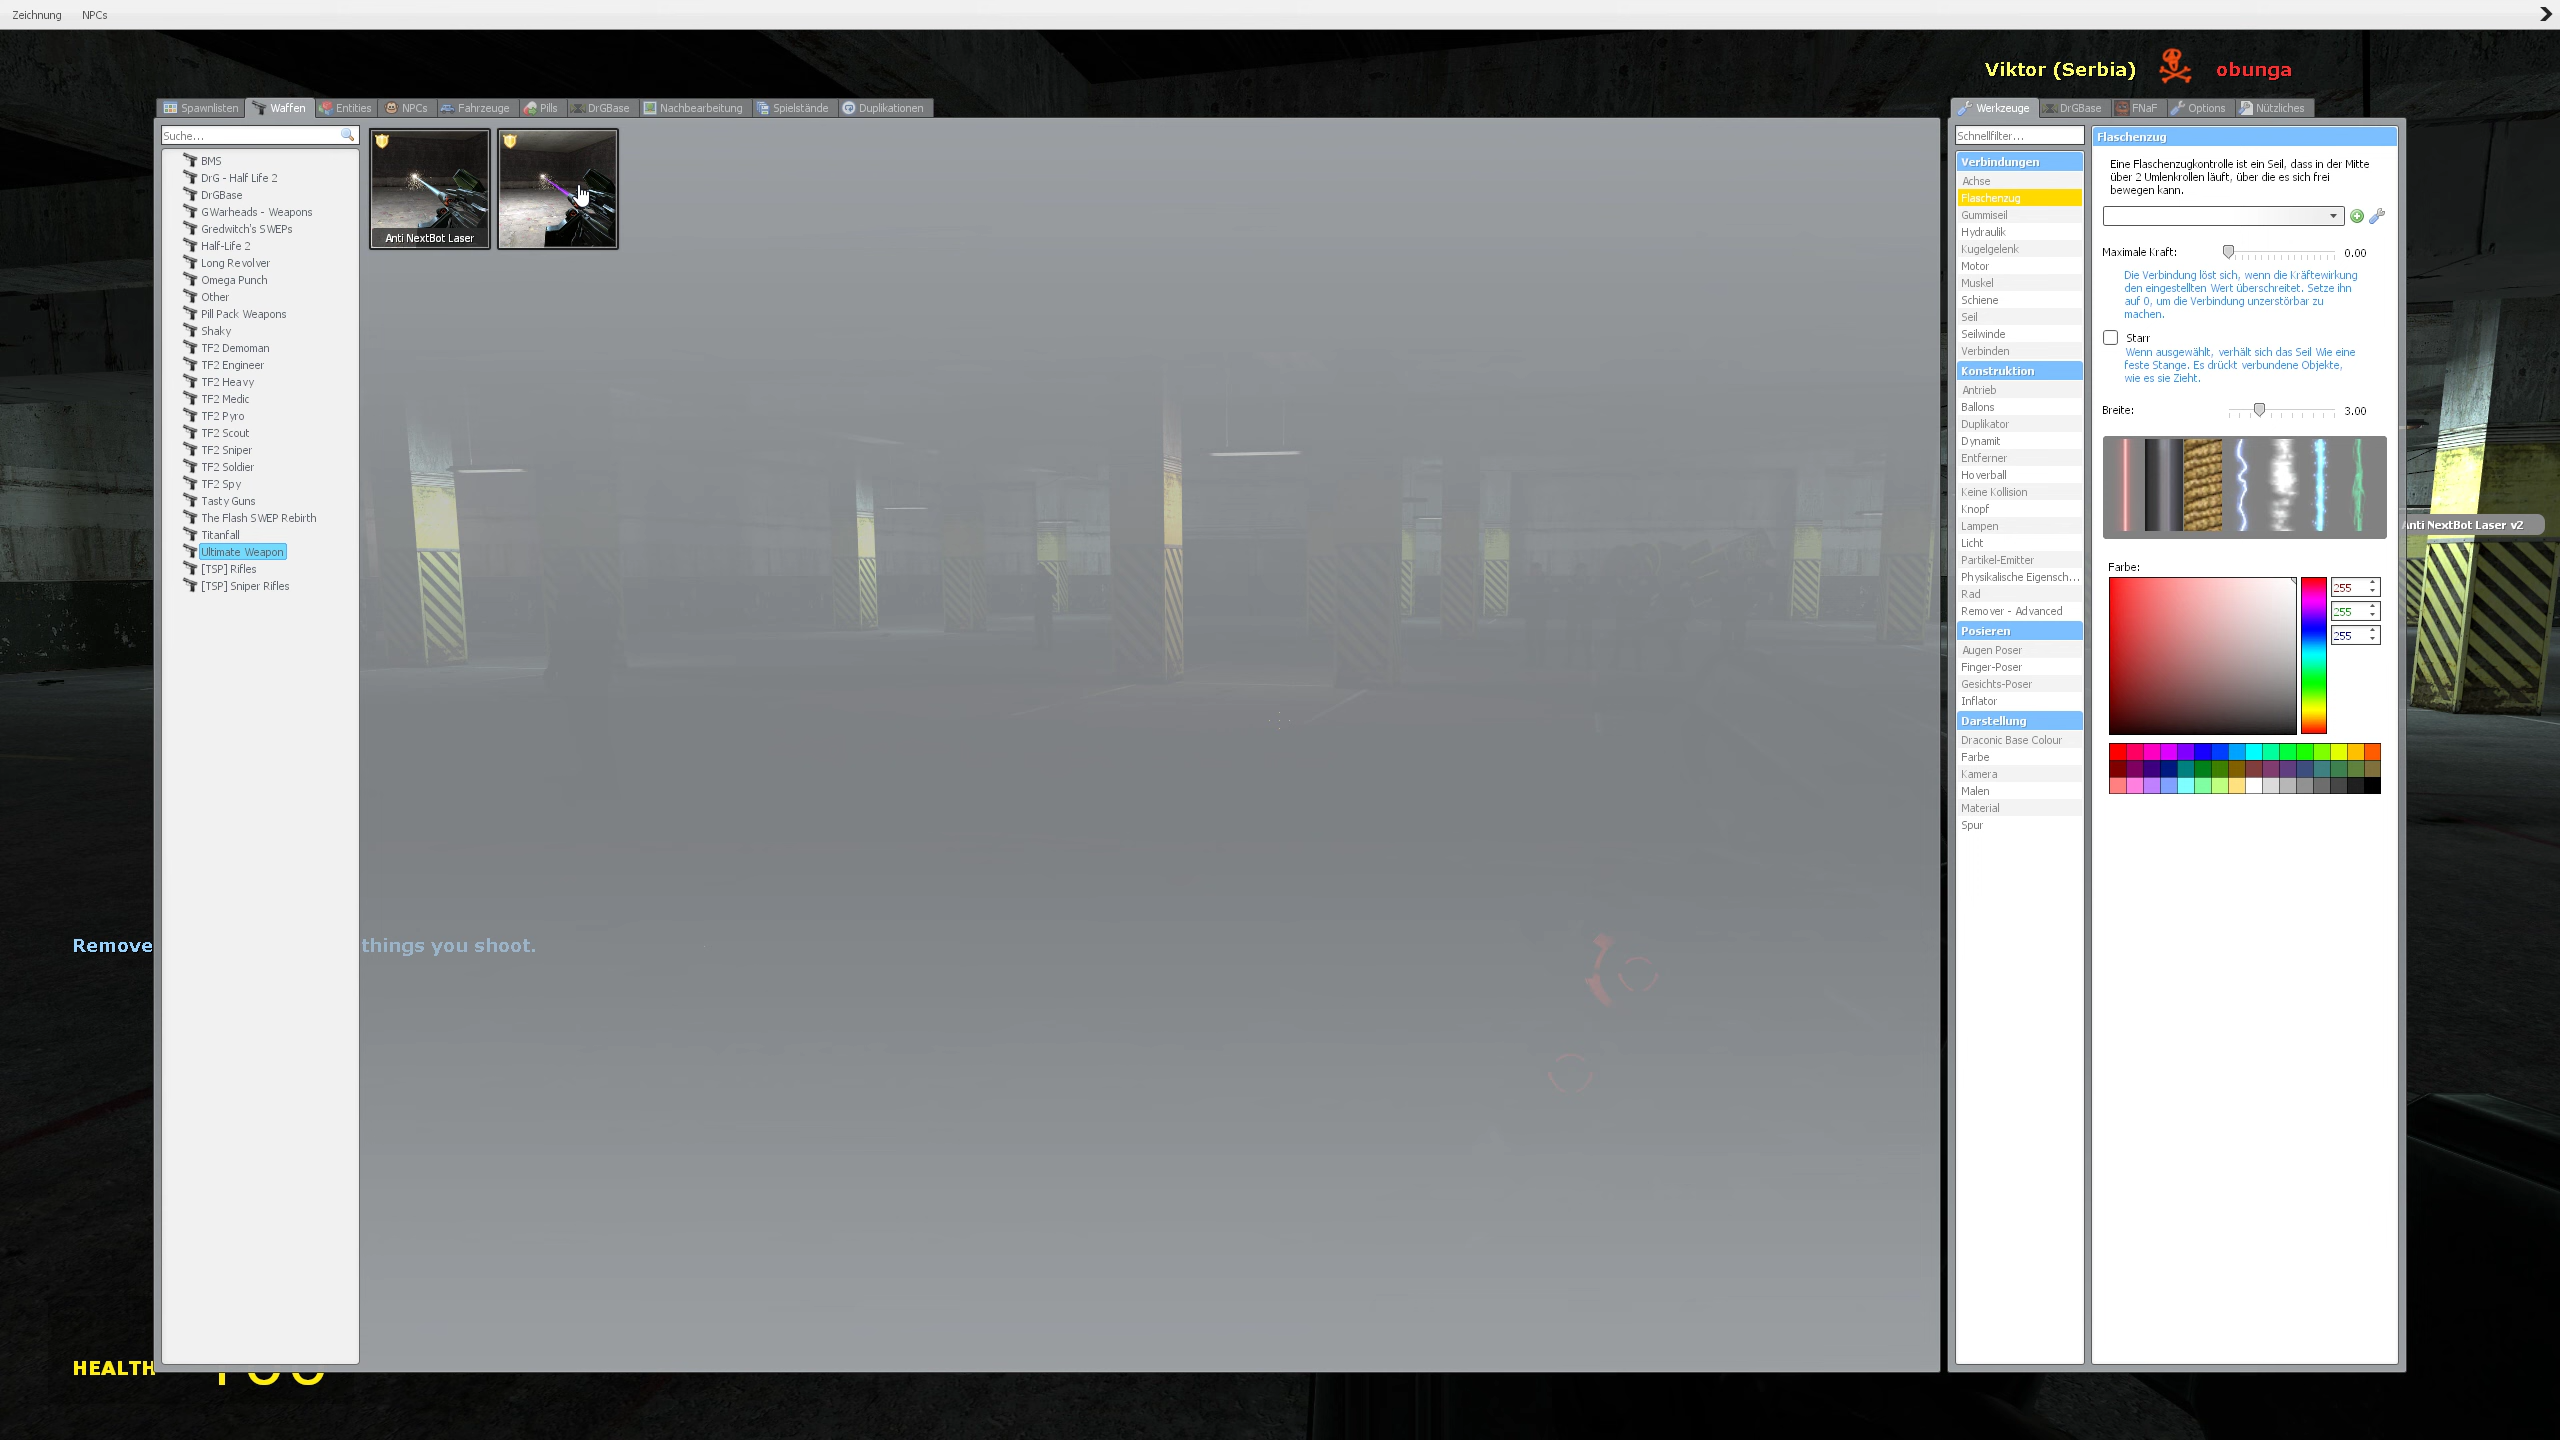 Zeichnung NPCs
Viktor (Serbia) obunga
Spawnlisten Waffen Entities NPCs Fahrzeuge Pills DrGBase Nachbearbeitung Spielstände Duplikationen
Suche...
BMS
DrG - Half Life 2
DrGBase
GWarheads - Weapons
Gredwitch's SWEPs
Half-Life 2
Long Revolver
Omega Punch
Other
Pill Pack Weapons
Shaky
TF2 Demoman
TF2 Engineer
TF2 Heavy
TF2 Medic
TF2 Pyro
TF2 Scout
TF2 Sniper
TF2 Soldier
TF2 Spy
Tasty Guns
The Flash SWEP Rebirth
Titanfall
Ultimate Weapon
[TSP] Rifles
[TSP] Sniper Rifles
Anti NextBot Laser
Remove things you shoot.
HEALTH
Werkzeuge DrGBase FNaF Options Nützliches
Schnellfilter...
Verbindungen
Achse
Flaschenzug
Gummiseil
Hydraulik
Kugelgelenk
Motor
Muskel
Schiene
Seil
Seilwinde
Verbinden
Konstruktion
Antrieb
Ballons
Duplikator
Dynamit
Entferner
Hoverball
Keine Kollision
Knopf
Lampen
Licht
Partikel-Emitter
Physikalische Eigensch...
Rad
Remover - Advanced
Posieren
Augen Poser
Finger-Poser
Gesichts-Poser
Inflator
Darstellung
Draconic Base Colour
Farbe
Kamera
Malen
Material
Spur
Flaschenzug
Eine Flaschenzugkontrolle ist ein Seil, dass in der Mitte
über 2 Umlenkrollen läuft, über die es sich frei
bewegen kann.
Maximale Kraft: 0.00
Die Verbindung löst sich, wenn die Kräftewirkung
den eingestellten Wert überschreitet. Setze ihn
auf 0, um die Verbindung unzerstörbar zu
machen.
Starr
Wenn ausgewählt, verhält sich das Seil Wie eine
feste Stange. Es drückt verbundene Objekte,
wie es sie Zieht.
Breite: 3.00
Anti NextBot Laser v2
Farbe:
255
255
255